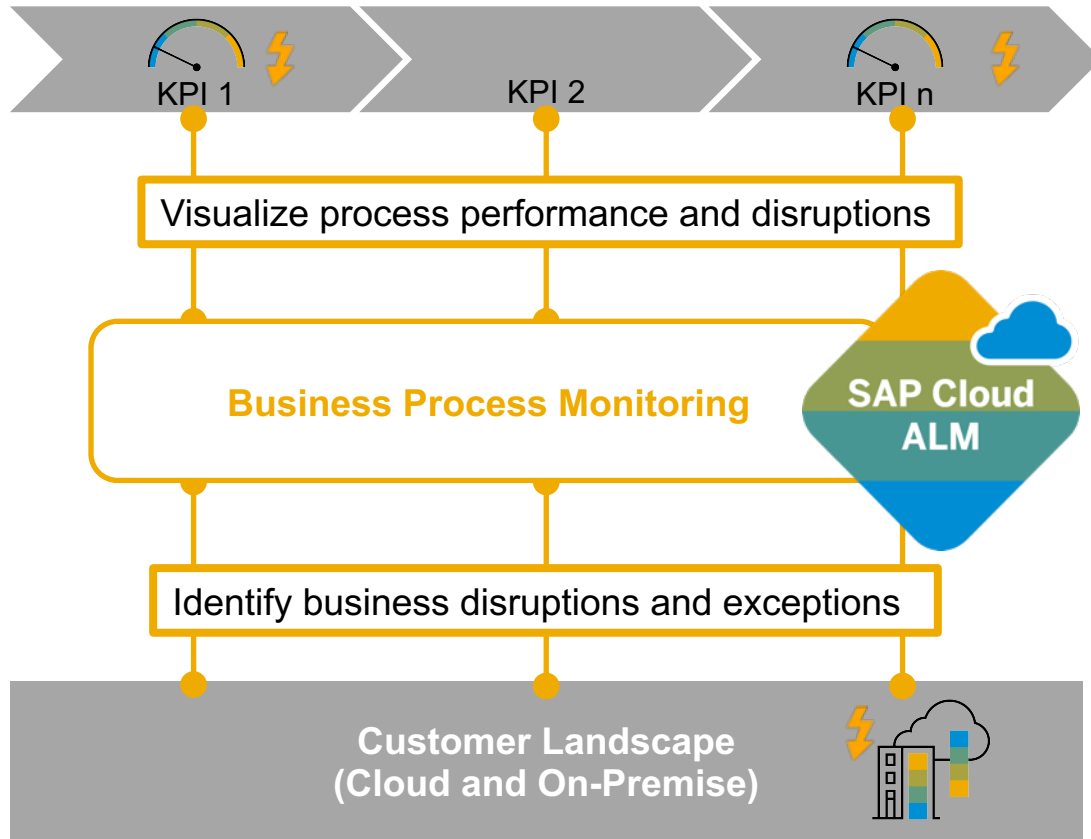 KPI 1
KPI 2
KPI n
Visualize process performance and disruptions
Business Process Monitoring
SAP Cloud
ALM
Identify business disruptions and exceptions
Customer Landscape
(Cloud and On-Premise)